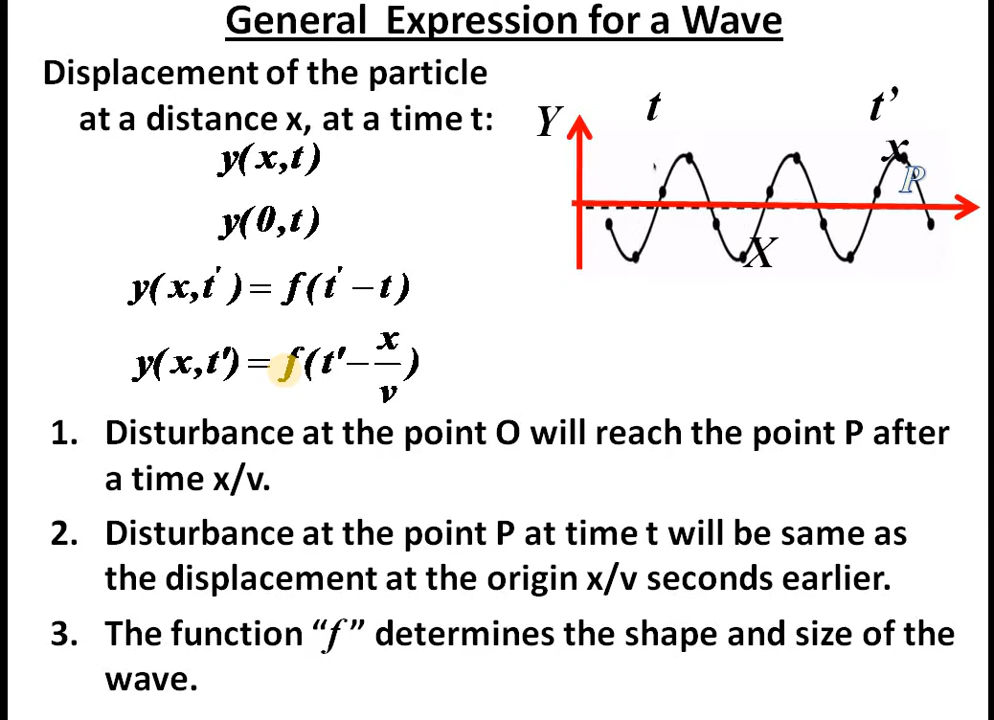 General Expression for a Wave
Displacement of the particle
at a distance x, at a time t:
y(x,t)
y(0,t)
y(x,t')= f(t' −t)
y(x,t')= f(t'−x/v)
Y
t
t’
x
P
X
1. Disturbance at the point O will reach the point P after
a time x/v.
2. Disturbance at the point P at time t will be same as
the displacement at the origin x/v seconds earlier.
3. The function “f” determines the shape and size of the
wave.